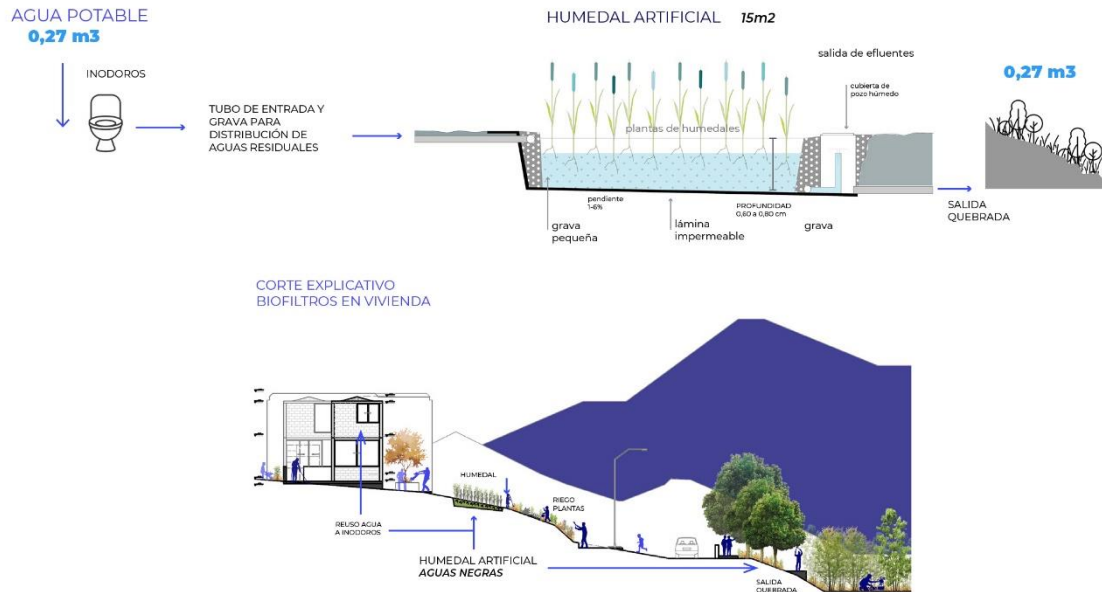 AGUA POTABLE
0,27 m3
INODOROS
TUBO DE ENTRADA Y
GRAVA PARA
DISTRIBUCIÓN DE
AGUAS RESIDUALES
HUMEDAL ARTIFICIAL 15m2
salida de efluentes
cubierta de
pozo húmedo
plantas de humedales
pendiente
1-6%
PROFUNDIDAD
0,60 a 0,80 cm
grava
pequeña
lámina
impermeable
grava
0,27 m3
SALIDA
QUEBRADA
CORTE EXPLICATIVO
BIOFILTROS EN VIVIENDA
HUMEDAL
RIEGO
PLANTAS
REUSO AGUA
A INODOROS
HUMEDAL ARTIFICIAL
AGUAS NEGRAS
SALIDA
QUEBRADA